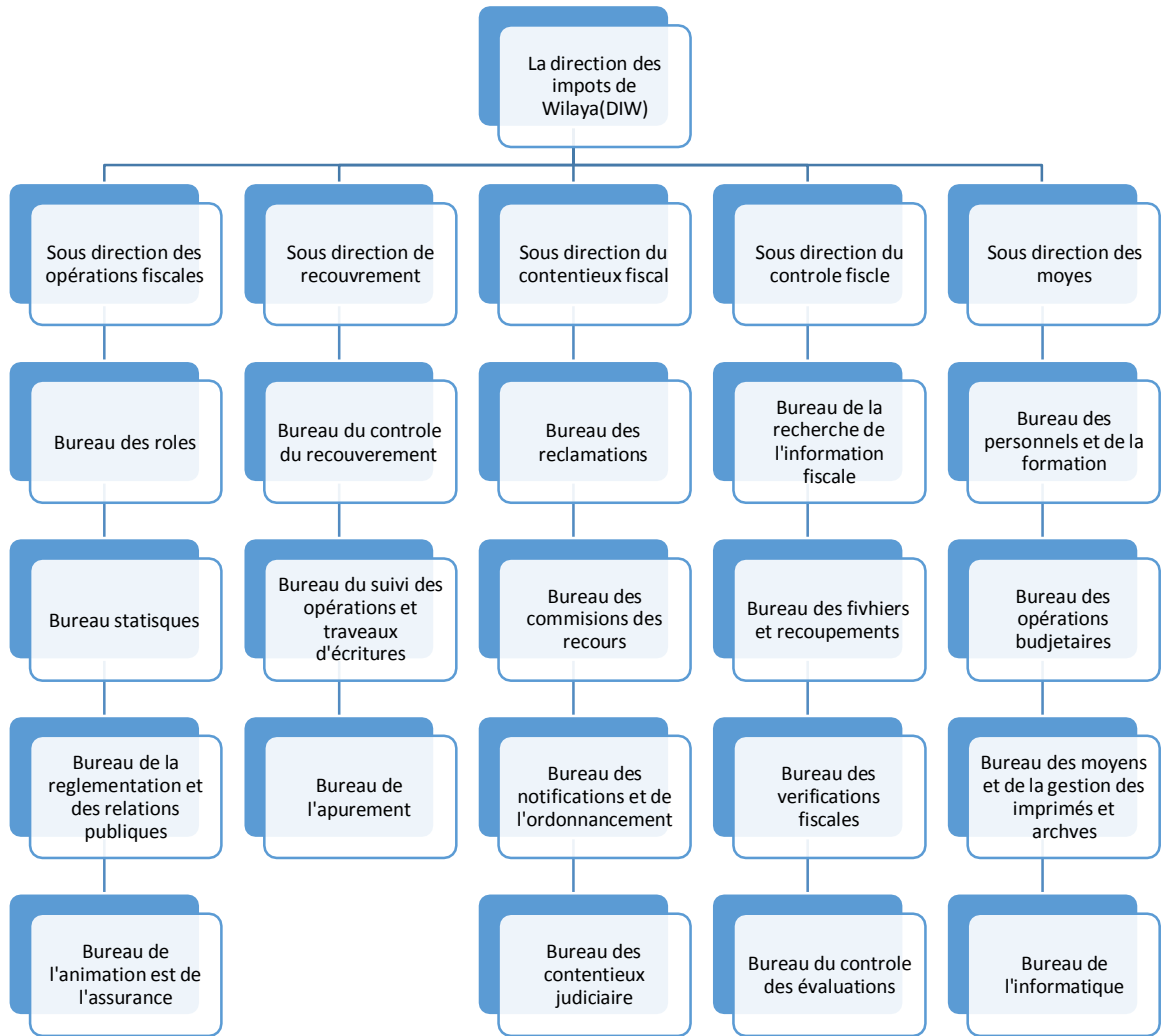 La direction des
impots de
Wilaya(DIW)
Sous direction des
opérations fiscales
Sous direction de
recouvrement
Sous direction du
contentieux fiscal
Sous direction du
controle fiscle
Sous direction des
moyes
Bureau des roles
Bureau du controle
du recouverement
Bureau des
reclamations
Bureau de la
recherche de
l'information
fiscale
Bureau des
personnels et de la
formation
Bureau statisques
Bureau du suivi des
opérations et
traveaux
d'écritures
Bureau des
commisions des
recours
Bureau des fivhiers
et recoupements
Bureau des
opérations
budjetaires
Bureau de la
reglementation et
des relations
publiques
Bureau de
l'apurement
Bureau des
notifications et de
l'ordonnancement
Bureau des
verifications
fiscales
Bureau des moyens
et de la gestion des
imprimés et
archves
Bureau de
l'animation est de
l'assurance
Bureau des
contentieux
judiciaire
Bureau du controle
des évaluations
Bureau de
l'informatique